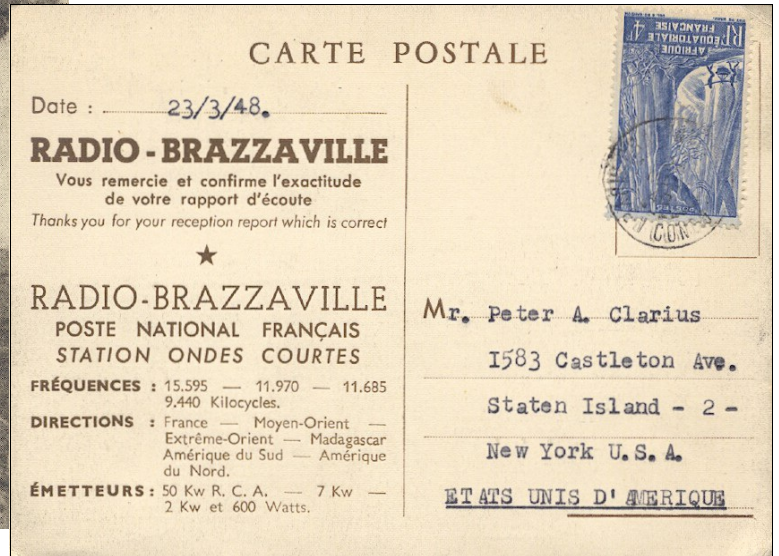 CARTE POSTALE
Date : 23/3/48.
RADIO - BRAZZAVILLE
Vous remercie et confirme l'exactitude
de votre rapport d'écoute
Thanks you for your reception report which is correct
RADIO-BRAZZAVILLE
POSTE NATIONAL FRANÇAIS
STATION ONDES COURTES
FRÉQUENCES : 15.595 — 11.970 — 11.685
9.440 Kilocycles.
DIRECTIONS : France — Moyen-Orient —
Extrême-Orient — Madagascar
Amérique du Sud — Amérique
du Nord.
ÉMETTEURS : 50 Kw R. C. A. — 7 Kw —
2 Kw et 600 Watts.
AFRIQUE
ÉQUATORIALE
FRANÇAISE
RF 4F
Mr. Peter A. Clarius
1583 Castleton Ave.
Staten Island - 2 -
New York U.S.A.
ETATS UNIS D'AMERIQUE